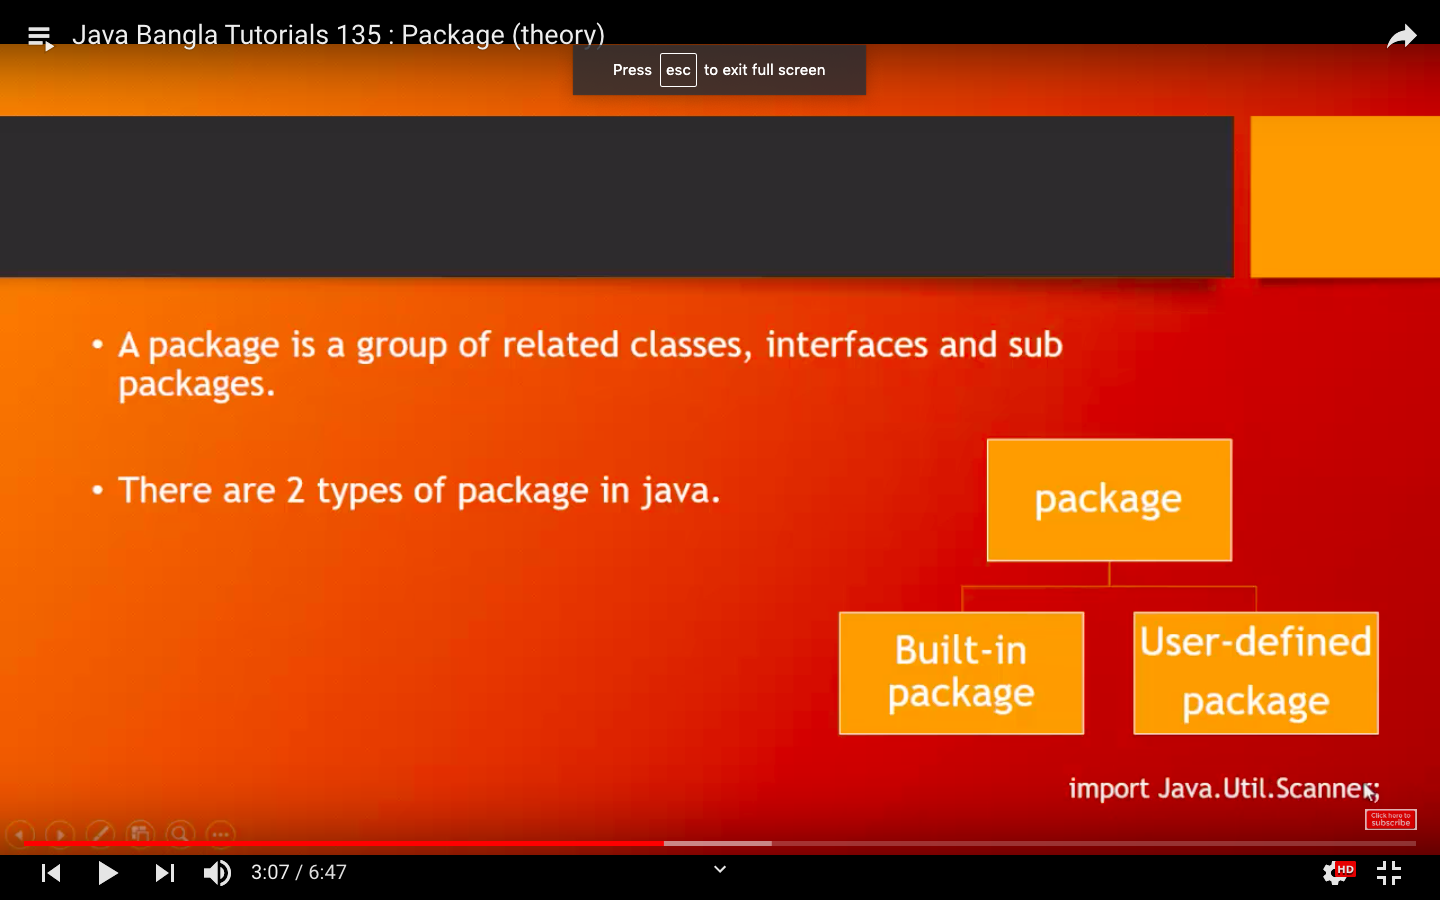 Java Bangla Tutorials 135 : Package (theory)
Press esc to exit full screen
• A package is a group of related classes, interfaces and sub
packages.
• There are 2 types of package in java.
package
Built-in
package
User-defined
package
import Java.Util.Scanner;
Click here to
subscribe
3:07 / 6:47
HD